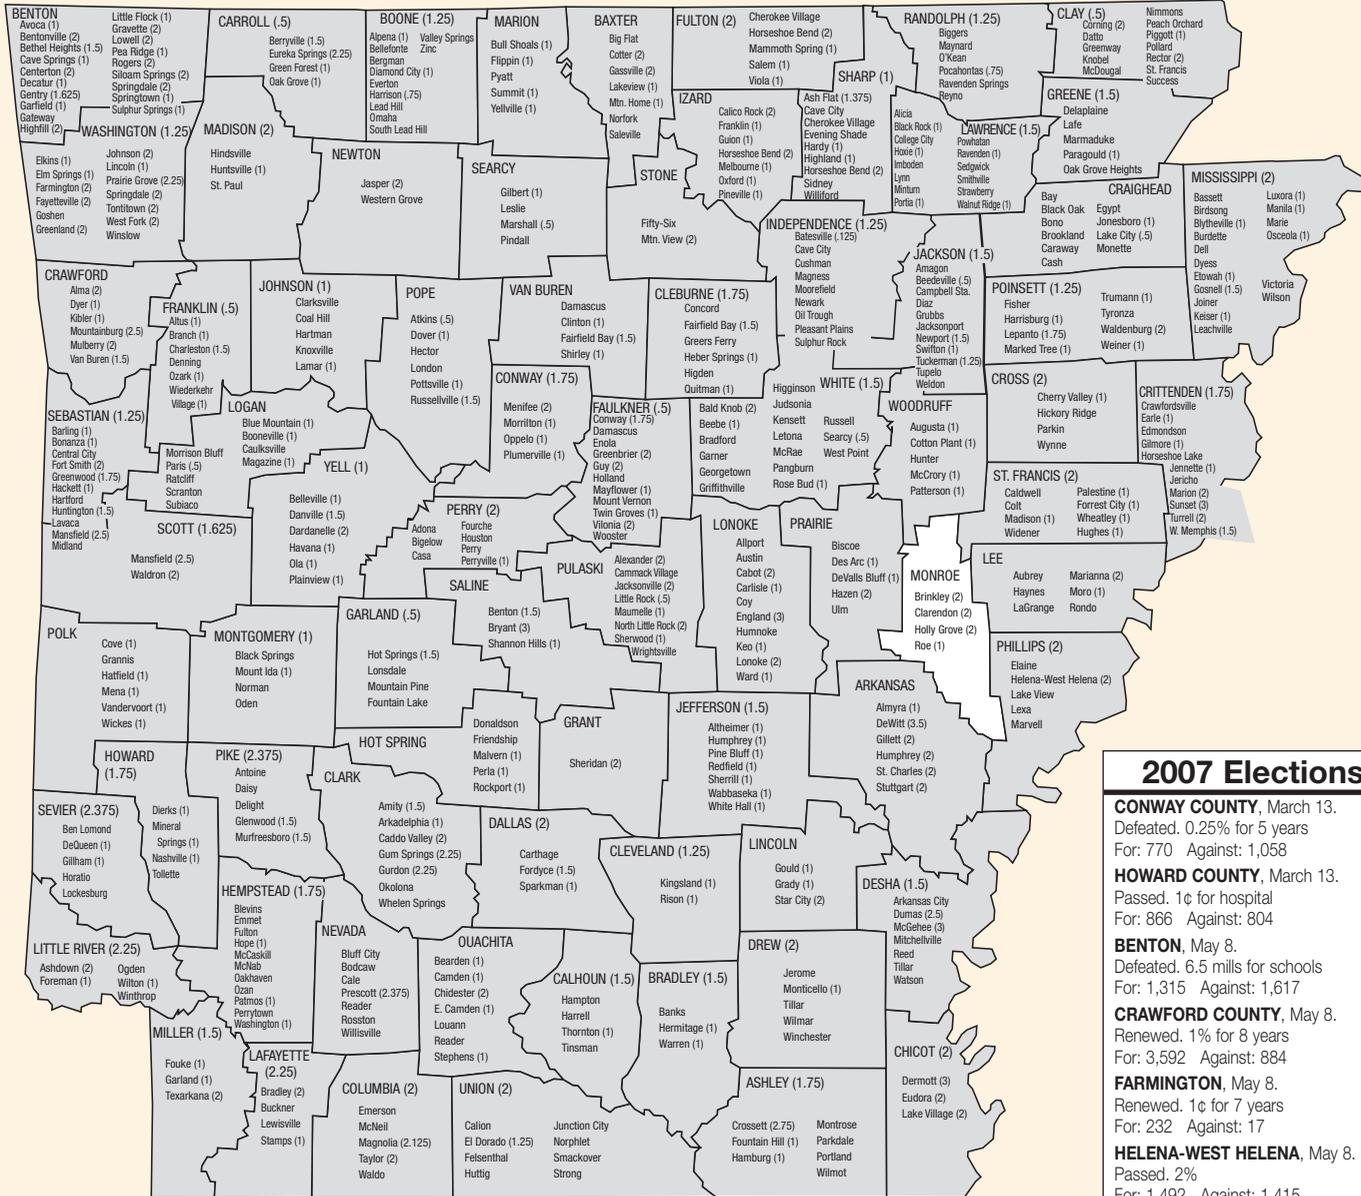 BENTON
Avoca (1)
Bentonville (2)
Bethel Heights (1.5)
Cave Springs (1)
Centerton (2)
Decatur (1)
Gentry (1.625)
Garfield (1)
Gateway
Highfill (2)
Little Flock (1)
Gravette (2)
Lowell (2)
Pea Ridge (1)
Rogers (2)
Siloam Springs (2)
Springdale (2)
Springtown (1)
Sulphur Springs (1)
CARROLL (.5)
Berryville (1.5)
Eureka Springs (2.25)
Green Forest (1)
Oak Grove (1)
BOONE (1.25)
Alpena (1)
Bellefonte
Bergman
Diamond City (1)
Everton
Harrison (.75)
Lead Hill
Omaha
South Lead Hill
Valley Springs
Zinc
MARION
Bull Shoals (1)
Flippin (1)
Pyatt
Summit (1)
Yellville (1)
BAXTER
Big Flat
Cotter (2)
Gassville (2)
Lakeview (1)
Mtn. Home (1)
Norfork
Saleville
FULTON (2)
Cherokee Village
Horseshoe Bend (2)
Mammoth Spring (1)
Salem (1)
Viola (1)
SHARP (1)
Ash Flat (1.375)
Cave City
Cherokee Village
Evening Shade
Hardy (1)
Highland (1)
Horseshoe Bend (2)
Sidney
Williford
RANDOLPH (1.25)
Biggers
Maynard
O'Kean
Pocahontas (.75)
Ravenden Springs
Reyno
CLAY (.5)
Corning (2)
Datto
Greenway
Knobel
McDougal
Nimmons
Peach Orchard
Piggott (1)
Pollard
Rector (2)
St. Francis
Success
GREENE (1.5)
Delaplaine
Lafe
Marmaduke
Paragould (1)
Oak Grove Heights
IZARD
Calico Rock (2)
Franklin (1)
Guion (1)
Horseshoe Bend (2)
Melbourne (1)
Oxford (1)
Pineville (1)
LAWRENCE (1.5)
Alicia
Black Rock (1)
College City
Hoxie (1)
Imboden
Lynn
Minturn
Portia (1)
Powhatan
Ravenden (1)
Sedgwick
Smithville
Strawberry
Walnut Ridge (1)
WASHINGTON (1.25)
Elkins (1)
Elm Springs (1)
Farmington (2)
Fayetteville (2)
Goshen
Greenland (2)
Johnson (2)
Lincoln (1)
Prairie Grove (2.25)
Springdale (2)
Tontitown (2)
West Fork (2)
Winslow
MADISON (2)
Hindsville
Huntsville (1)
St. Paul
NEWTON
Jasper (2)
Western Grove
SEARCY
Gilbert (1)
Leslie
Marshall (.5)
Pindall
STONE
Fifty-Six
Mtn. View (2)
INDEPENDENCE (1.25)
Batesville (.125)
Cave City
Cushman
Magness
Moorefield
Newark
Oil Trough
Pleasant Plains
Sulphur Rock
JACKSON (1.5)
Amagon
Beedeville (.5)
Campbell Sta.
Diaz
Grubbs
Jacksonport
Newport (1.5)
Swifton (1)
Tuckerman (1.25)
Tupelo
Weldon
CRAIGHEAD
Bay
Black Oak
Bono
Brookland
Caraway
Cash
Egypt
Jonesboro (1)
Lake City (.5)
Monette
MISSISSIPPI (2)
Bassett
Birdsong
Blytheville (1)
Burdette
Dell
Dyess
Etowah (1)
Gosnell (1.5)
Joiner
Keiser (1)
Leachville
Luxora (1)
Manila (1)
Marie
Osceola (1)
Victoria
Wilson
CRAWFORD
Alma (2)
Dyer (1)
Kibler (1)
Mountainburg (2.5)
Mulberry (2)
Van Buren (1.5)
FRANKLIN (.5)
Altus (1)
Branch (1)
Charleston (1.5)
Denning
Ozark (1)
Wiederkehr
Village (1)
JOHNSON (1)
Clarksville
Coal Hill
Hartman
Knoxville
Lamar (1)
POPE
Atkins (.5)
Dover (1)
Hector
London
Pottsville (1)
Russellville (1.5)
VAN BUREN
Damascus
Clinton (1)
Fairfield Bay (1.5)
Shirley (1)
CLEBURNE (1.75)
Concord
Fairfield Bay (1.5)
Greers Ferry
Heber Springs (1)
Higden
Quitman (1)
POINSETT (1.25)
Fisher
Harrisburg (1)
Lepanto (1.75)
Marked Tree (1)
Trumann (1)
Tyronza
Waldenburg (2)
Weiner (1)
CROSS (2)
Cherry Valley (1)
Hickory Ridge
Parkin
Wynne
CRITTENDEN (1.75)
Crawfordsville
Earle (1)
Edmondson
Gilmore (1)
Horseshoe Lake
Jennette (1)
Jericho
Marion (2)
Sunset (3)
Turrell (2)
W. Memphis (1.5)
SEBASTIAN (1.25)
Barling (1)
Bonanza (1)
Central City
Fort Smith (2)
Greenwood (1.75)
Hackett (1)
Hartford
Huntington (1.5)
Lavaca
Mansfield (2.5)
Midland
LOGAN
Blue Mountain (1)
Booneville (1)
Caulksville
Magazine (1)
Morrison Bluff
Paris (.5)
Ratcliff
Scranton
Subiaco
CONWAY (1.75)
Menifee (2)
Morrilton (1)
Oppelo (1)
Plumerville (1)
FAULKNER (.5)
Conway (1.75)
Damascus
Enola
Greenbrier (2)
Guy (2)
Holland
Mayflower (1)
Mount Vernon
Twin Groves (1)
Vilonia (2)
Wooster
WHITE (1.5)
Bald Knob (2)
Beebe (1)
Bradford
Garner
Georgetown
Griffithville
Higginson
Judsonia
Kensett
Letona
McRae
Pangburn
Rose Bud (1)
Russell
Searcy (.5)
West Point
WOODRUFF
Augusta (1)
Cotton Plant (1)
Hunter
McCrory (1)
Patterson (1)
ST. FRANCIS (2)
Caldwell
Colt
Madison (1)
Widener
Palestine (1)
Forrest City (1)
Wheatley (1)
Hughes (1)
YELL (1)
Belleville (1)
Danville (1.5)
Dardanelle (2)
Havana (1)
Ola (1)
Plainview (1)
SCOTT (1.625)
Mansfield (2.5)
Waldron (2)
PERRY (2)
Adona
Bigelow
Casa
Fourche
Houston
Perry
Perryville (1)
LONOKE
Allport
Austin
Cabot (2)
Carlisle (1)
Coy
England (3)
Humnoke
Keo (1)
Lonoke (2)
Ward (1)
PRAIRIE
Biscoe
Des Arc (1)
DeValls Bluff (1)
Hazen (2)
Ulm
MONROE
Brinkley (2)
Clarendon (2)
Holly Grove (2)
Roe (1)
LEE
Aubrey
Haynes
LaGrange
Marianna (2)
Moro (1)
Rondo
PULASKI
Alexander (2)
Cammack Village
Jacksonville (2)
Little Rock (.5)
Maumelle (1)
North Little Rock (2)
Sherwood (1)
Wrightsville
SALINE
Benton (1.5)
Bryant (3)
Shannon Hills (1)
GARLAND (.5)
Hot Springs (1.5)
Lonsdale
Mountain Pine
Fountain Lake
POLK
Cove (1)
Grannis
Hatfield (1)
Mena (1)
Vandervoort (1)
Wickes (1)
MONTGOMERY (1)
Black Springs
Mount Ida (1)
Norman
Oden
PHILLIPS (2)
Elaine
Helena-West Helena (2)
Lake View
Lexa
Marvell
ARKANSAS
Almyra (1)
DeWitt (3.5)
Gillett (2)
Humphrey (2)
St. Charles (2)
Stuttgart (2)
JEFFERSON (1.5)
Altheimer (1)
Humphrey (1)
Pine Bluff (1)
Redfield (1)
Sherrill (1)
Wabbaseka (1)
White Hall (1)
GRANT
Sheridan (2)
HOT SPRING
Donaldson
Friendship
Malvern (1)
Perla (1)
Rockport (1)
HOWARD
(1.75)
Dierks (1)
Mineral
Springs (1)
Nashville (1)
Tollette
PIKE (2.375)
Antoine
Daisy
Delight
Glenwood (1.5)
Murfreesboro (1.5)
CLARK
Amity (1.5)
Arkadelphia (1)
Caddo Valley (2)
Gum Springs (2.25)
Gurdon (2.25)
Okolona
Whelen Springs
SEVIER (2.375)
Ben Lomond
DeQueen (1)
Gillham (1)
Horatio
Lockesburg
DALLAS (2)
Carthage
Fordyce (1.5)
Sparkman (1)
CLEVELAND (1.25)
Kingsland (1)
Rison (1)
LINCOLN
Gould (1)
Grady (1)
Star City (2)
DESHA (1.5)
Arkansas City
Dumas (2.5)
McGehee (3)
Mitchellville
Reed
Tillar
Watson
HEMPSTEAD (1.75)
Blevins
Emmet
Fulton
Hope (1)
McCaskill
McNab
Oakhaven
Ozan
Patmos (1)
Perrytown
Washington (1)
NEVADA
Bluff City
Bodcaw
Cale
Prescott (2.375)
Reader
Rosston
Willisville
OUACHITA
Bearden (1)
Camden (1)
Chidester (2)
E. Camden (1)
Louann
Reader
Stephens (1)
CALHOUN (1.5)
Hampton
Harrell
Thornton (1)
Tinsman
BRADLEY (1.5)
Banks
Hermitage (1)
Warren (1)
DREW (2)
Jerome
Monticello (1)
Tillar
Wilmar
Winchester
LITTLE RIVER (2.25)
Ashdown (2)
Foreman (1)
Ogden
Wilton (1)
Winthrop
MILLER (1.5)
Fouke (1)
Garland (1)
Texarkana (2)
LAFAYETTE
(2.25)
Bradley (2)
Buckner
Lewisville
Stamps (1)
COLUMBIA (2)
Emerson
McNeil
Magnolia (2.125)
Taylor (2)
Waldo
UNION (2)
Calion
El Dorado (1.25)
Felsenthal
Huttig
Junction City
Norphlet
Smackover
Strong
ASHLEY (1.75)
Crossett (2.75)
Fountain Hill (1)
Hamburg (1)
Montrose
Parkdale
Portland
Wilmot
CHICOT (2)
Dermott (3)
Eudora (2)
Lake Village (2)
2007 Elections
CONWAY COUNTY, March 13.
Defeated. 0.25% for 5 years
For: 770 Against: 1,058
HOWARD COUNTY, March 13.
Passed. 1¢ for hospital
For: 866 Against: 804
BENTON, May 8.
Defeated. 6.5 mills for schools
For: 1,315 Against: 1,617
CRAWFORD COUNTY, May 8.
Renewed. 1% for 8 years
For: 3,592 Against: 884
FARMINGTON, May 8.
Renewed. 1¢ for 7 years
For: 232 Against: 17
HELENA-WEST HELENA, May 8.
Passed. 2%
For: 1,492 Against: 1,415